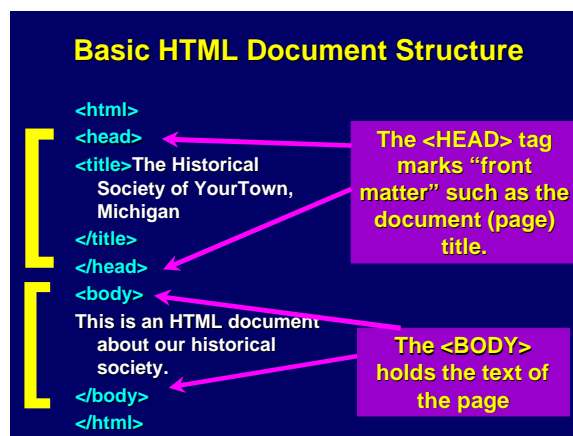 Basic HTML Document Structure
<html>
<head>
<title>The Historical
Society of YourTown,
Michigan
</title>
</head>
<body>
This is an HTML document
about our historical
society.
</body>
</html>
The <HEAD> tag
marks “front
matter” such as the
document (page)
title.
The <BODY>
holds the text of
the page